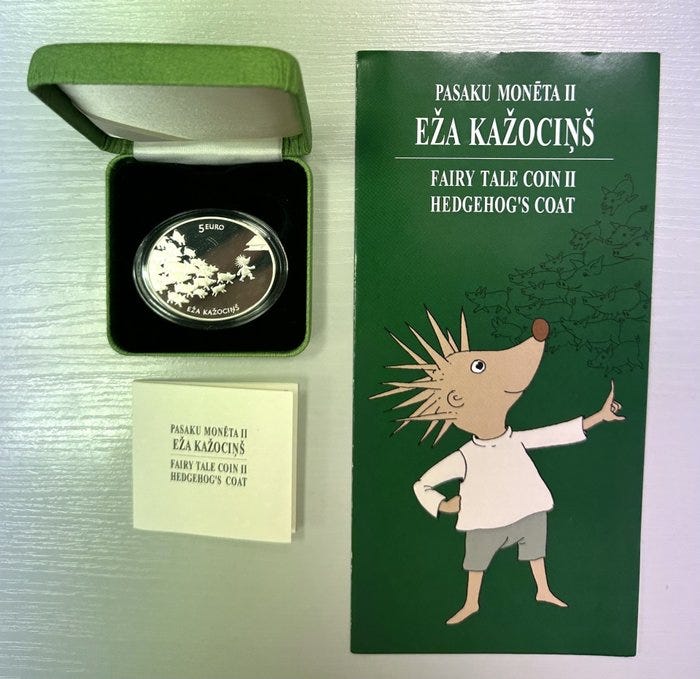 5 EURO
EŽA KAŽOCIŅŠ
PASAKU MONĒTA II
EŽA KAŽOCIŅŠ
FAIRY TALE COIN II
HEDGEHOG'S COAT
PASAKU MONĒTA II
EŽA KAŽOCIŅŠ
FAIRY TALE COIN II
HEDGEHOG'S COAT